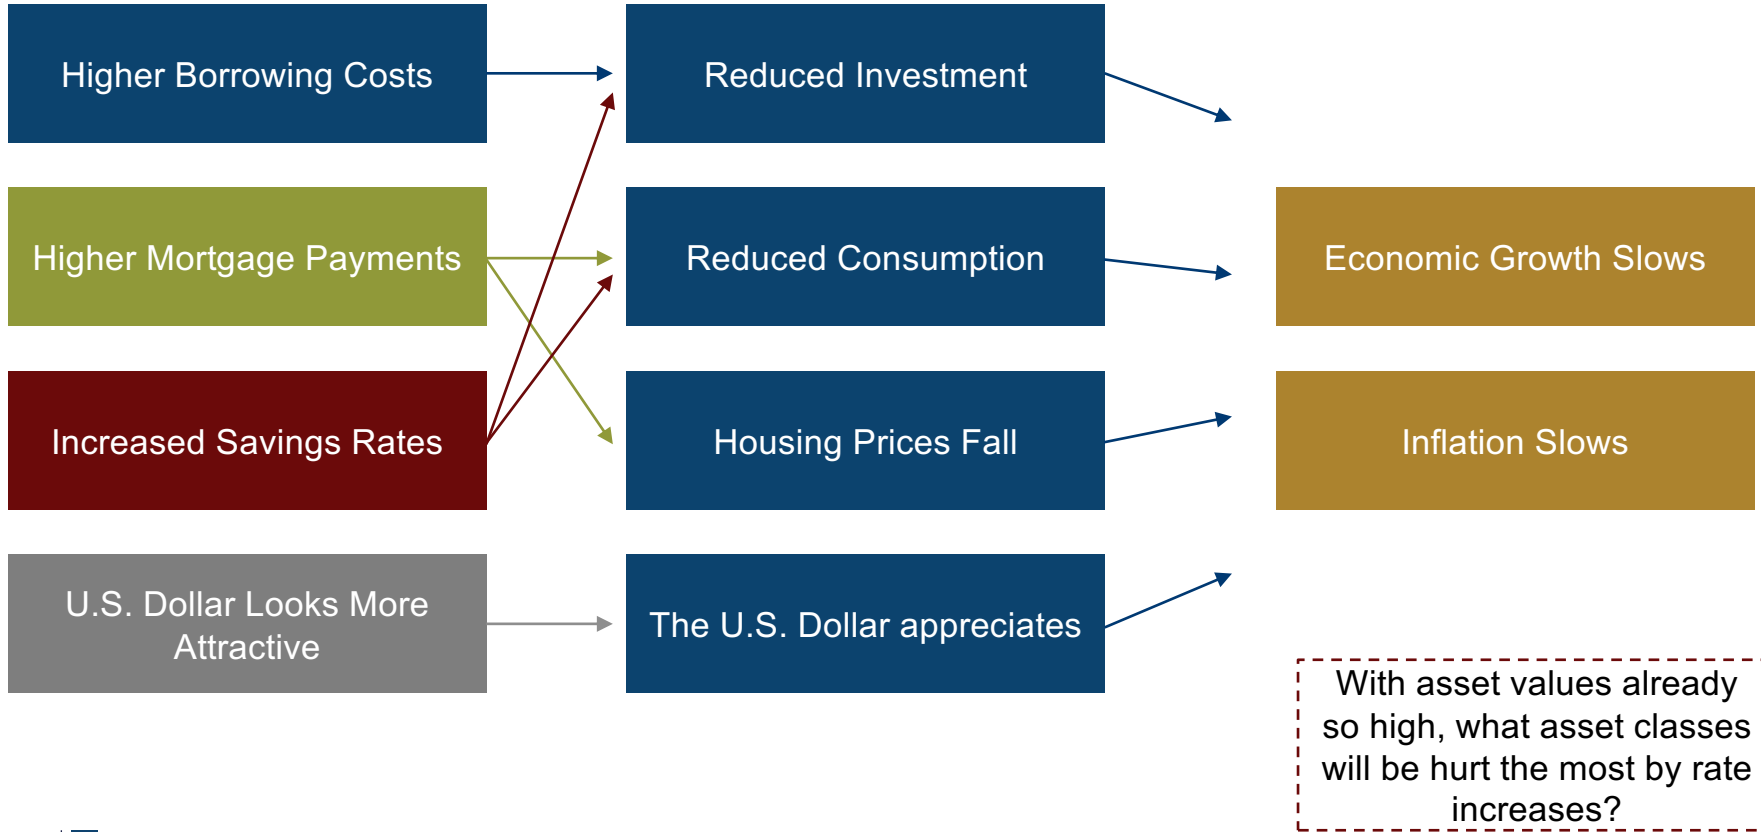 Higher Borrowing Costs
Reduced Investment
Higher Mortgage Payments
Reduced Consumption
Economic Growth Slows
Increased Savings Rates
Housing Prices Fall
Inflation Slows
U.S. Dollar Looks More
Attractive
The U.S. Dollar appreciates
With asset values already
so high, what asset classes
will be hurt the most by rate
increases?